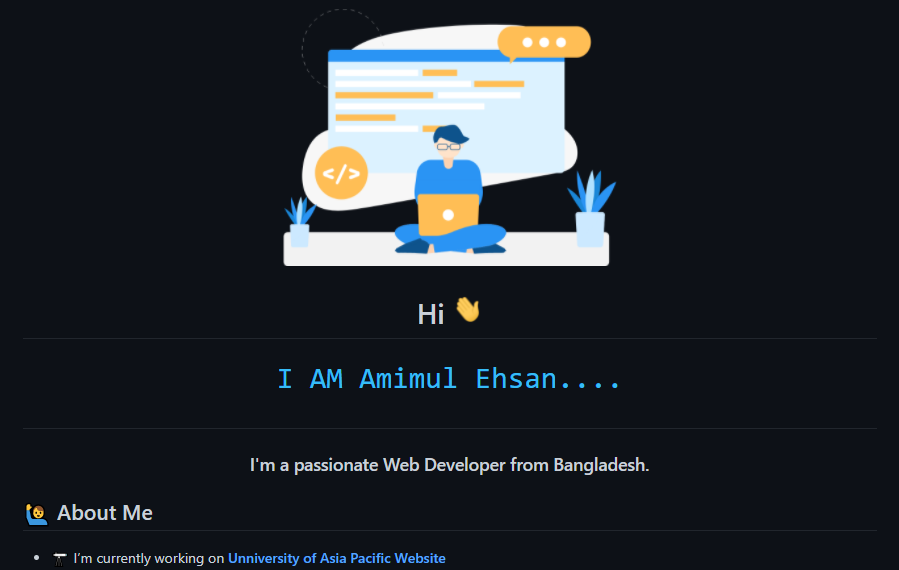 </>
Hi 👋
I AM Amimul Ehsan....
I'm a passionate Web Developer from Bangladesh.
🙋‍♂️ About Me
• 🔭 I’m currently working on Unniversity of Asia Pacific Website